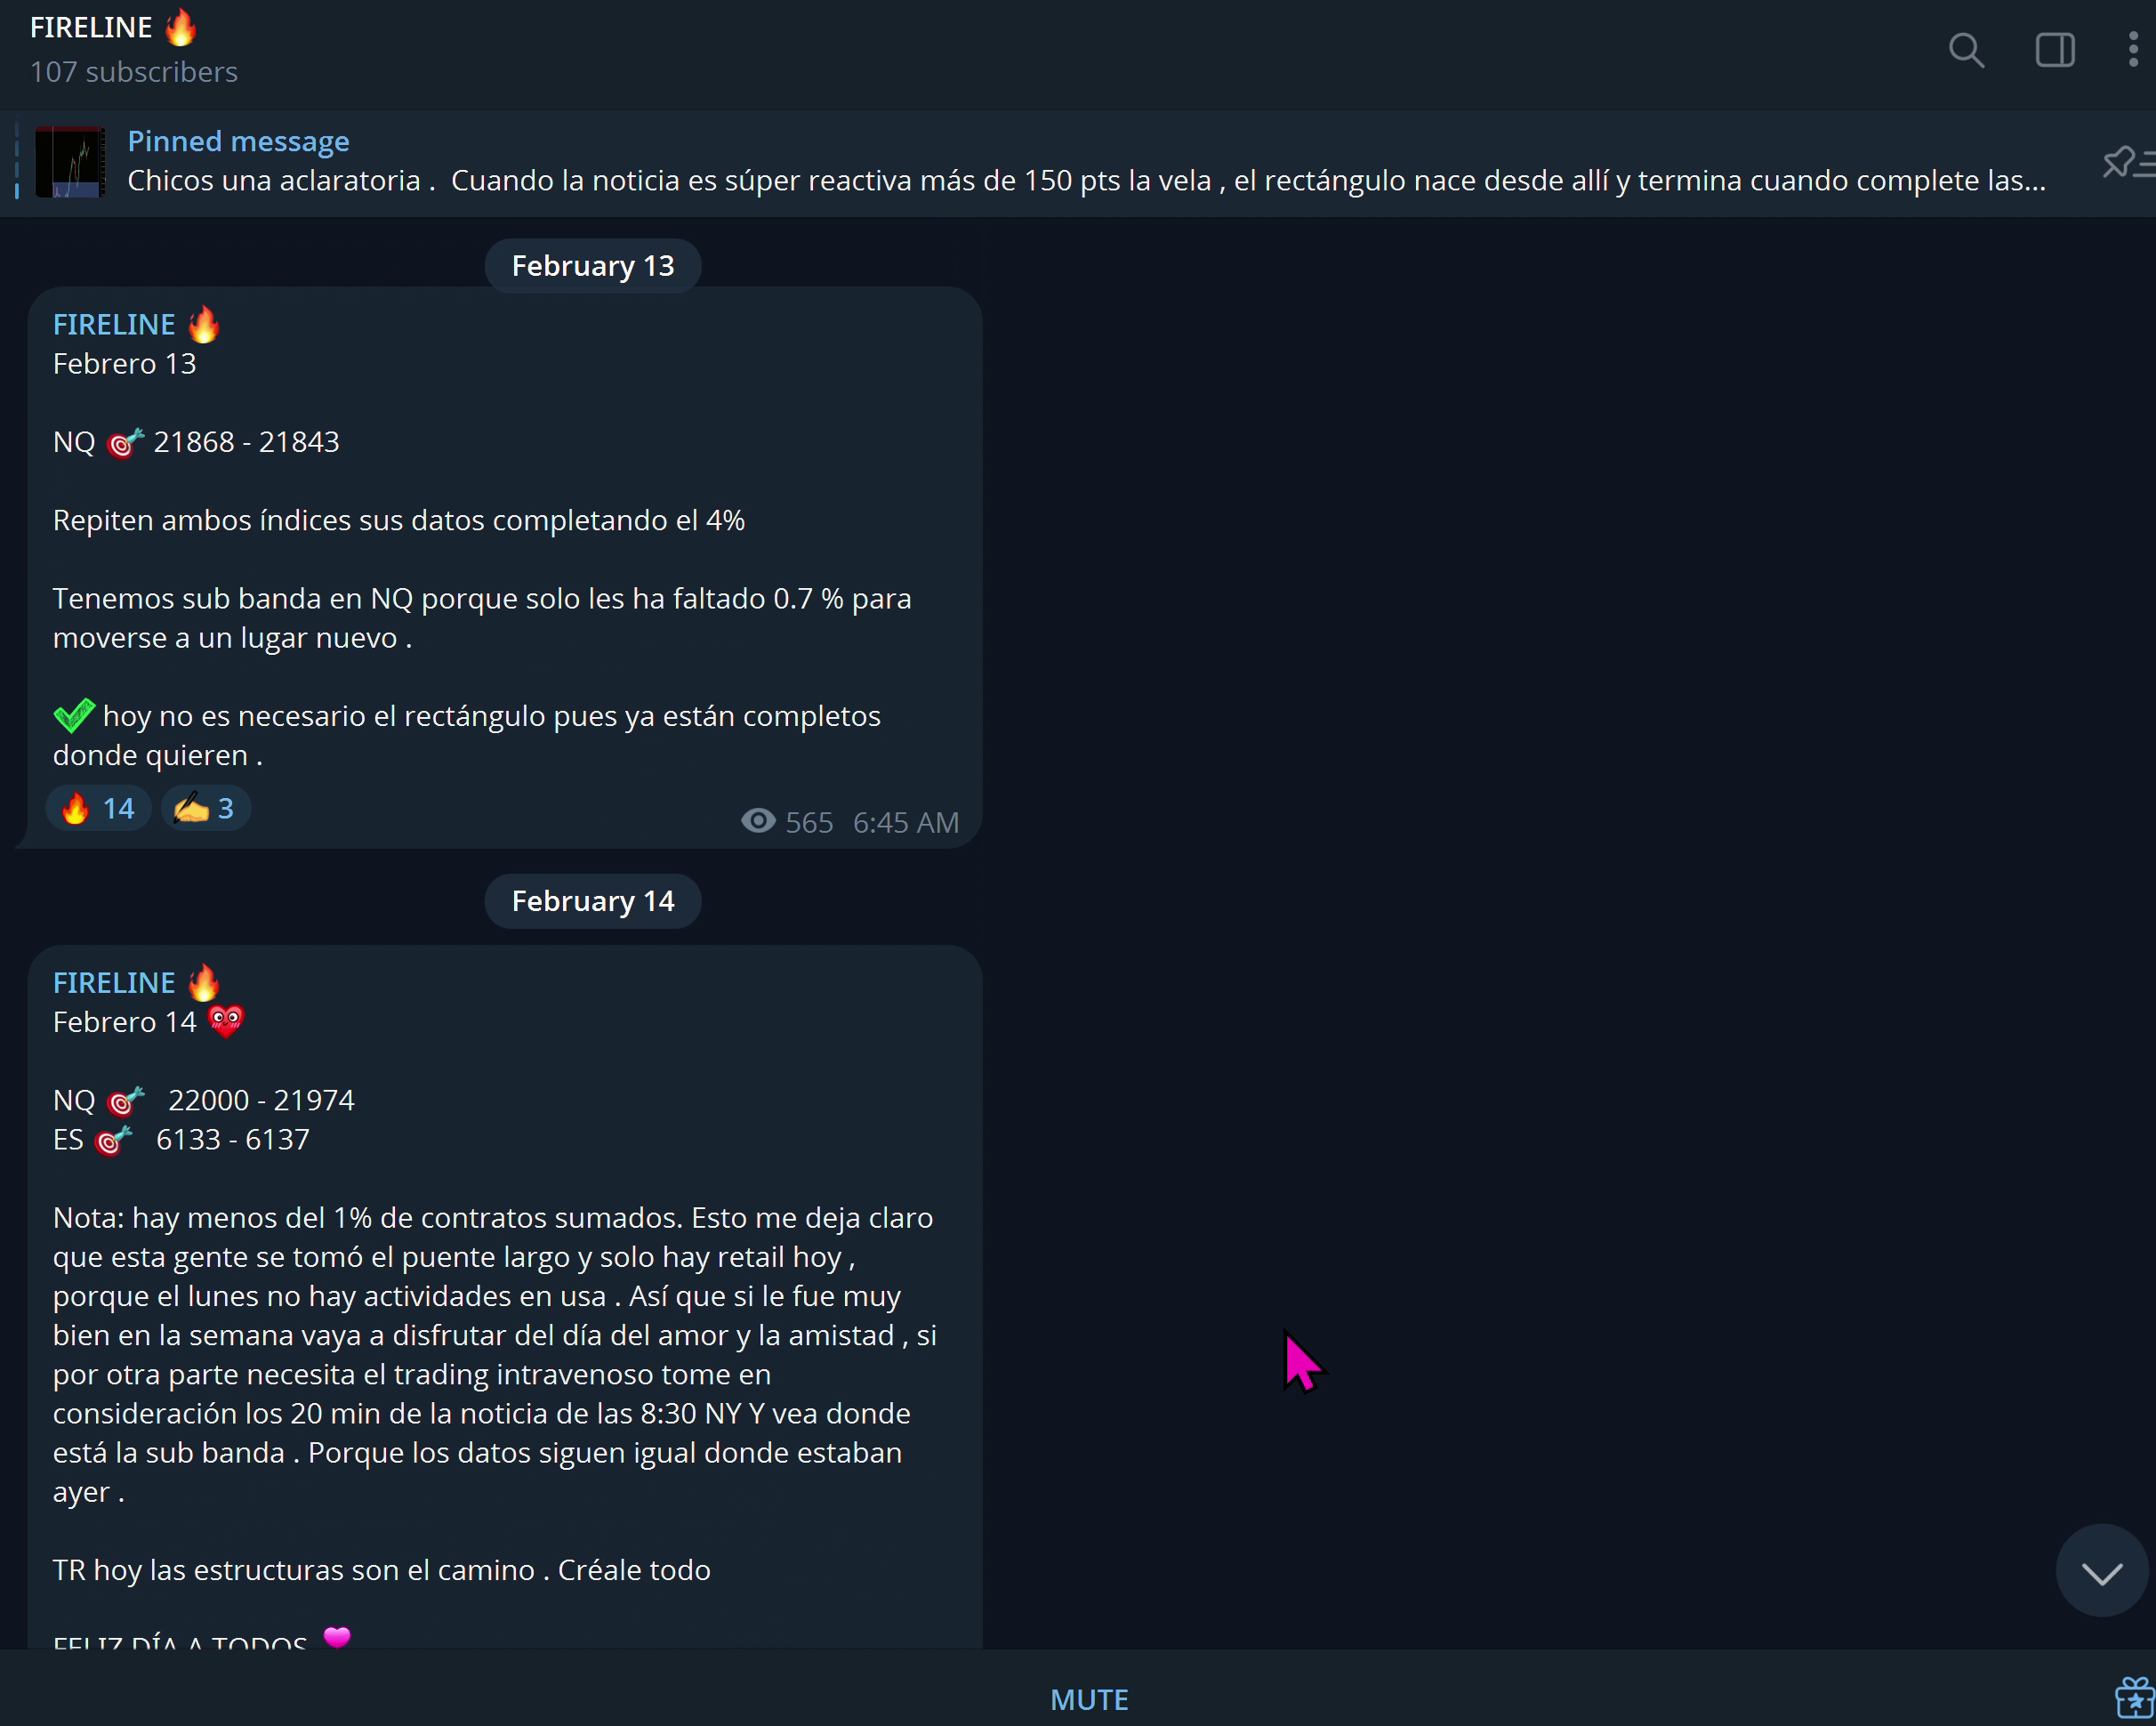 FIRELINE 🔥
107 subscribers
Pinned message
Chicos una aclaratoria . Cuando la noticia es súper reactiva más de 150 pts la vela , el rectángulo nace desde allí y termina cuando complete las...
February 13
FIRELINE 🔥
Febrero 13
NQ 🎯 21868 - 21843
Repiten ambos índices sus datos completando el 4%
Tenemos sub banda en NQ porque solo les ha faltado 0.7 % para
moverse a un lugar nuevo .
✅ hoy no es necesario el rectángulo pues ya están completos
donde quieren .
🔥 14 ✍️ 3
565 6:45 AM
February 14
FIRELINE 🔥
Febrero 14 💗
NQ 🎯 22000 - 21974
ES 🎯 6133 - 6137
Nota: hay menos del 1% de contratos sumados. Esto me deja claro
que esta gente se tomó el puente largo y solo hay retail hoy ,
porque el lunes no hay actividades en usa . Así que si le fue muy
bien en la semana vaya a disfrutar del día del amor y la amistad , si
por otra parte necesita el trading intravenoso tome en
consideración los 20 min de la noticia de las 8:30 NY Y vea donde
está la sub banda . Porque los datos siguen igual donde estaban
ayer .
TR hoy las estructuras son el camino . Créale todo
FELIZ DÍA A TODOS 💗
MUTE